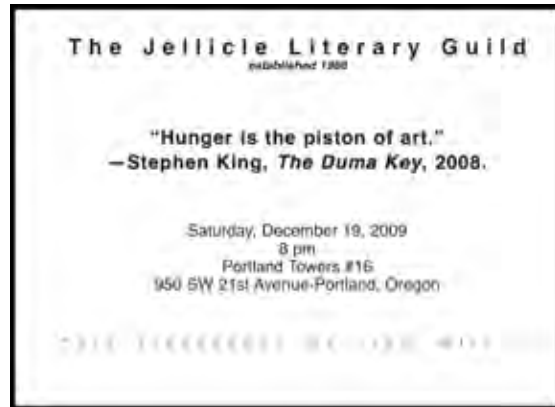 The Jellicle Literary Guild
established
"Hunger is the piston of art."
—Stephen King, The Duma Key, 2008.
Saturday, December 19, 2009
8 pm
Portland Towers #16
950 SW 21st Avenue-Portland, Oregon